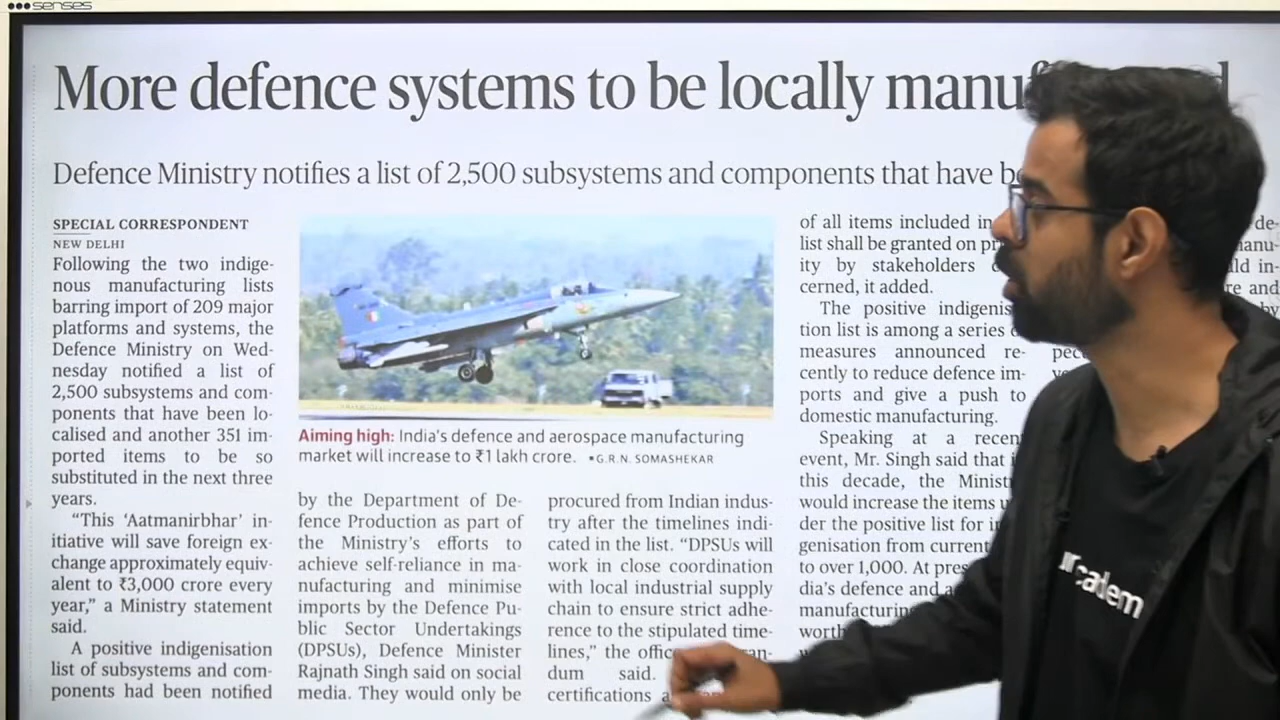 senses
More defence systems to be locally
Defence Ministry notifies a list of 2,500 subsystems and components that have
SPECIAL CORRESPONDENT
NEW DELHI
Following the two indige-
nous manufacturing lists
barring import of 209 major
platforms and systems, the
Defence Ministry on Wed-
nesday notified a list of
2,500 subsystems and com-
ponents that have been lo-
calised and another 351 im-
ported items to be so
substituted in the next three
years.
“This ‘Aatmanirbhar’ in-
itiative will save foreign ex-
change approximately equiv-
alent to ₹3,000 crore every
year,” a Ministry statement
said.
A positive indigenisation
list of subsystems and com-
ponents had been notified
Aiming high: India's defence and aerospace manufacturing
market will increase to ₹1 lakh crore. •G.R.N. SOMASHEKAR
by the Department of De-
fence Production as part of
the Ministry's efforts to
achieve self-reliance in ma-
nufacturing and minimise
imports by the Defence Pu-
blic Sector Undertakings
(DPSUs), Defence Minister
Rajnath Singh said on social
media. They would only be
procured from Indian indus-
try after the timelines indi-
cated in the list. “DPSUs will
work in close coordination
with local industrial supply
chain to ensure strict adhe-
rence to the stipulated time-
lines,” the
dum said.
certifications
of all items included in
list shall be granted on
ity by stakeholders
cerned, it added.
The positive indigenis
tion list is among a series
measures announced re-
cently to reduce defence im-
ports and give a push to
domestic manufacturing.
Speaking at a recent
event, Mr. Singh said that
this decade, the Minist
would increase the items
der the positive list for
genisation from current
to over 1,000. At
dia's defence and
manufacturin
worth
de-
anu-
ld in-
re and
by